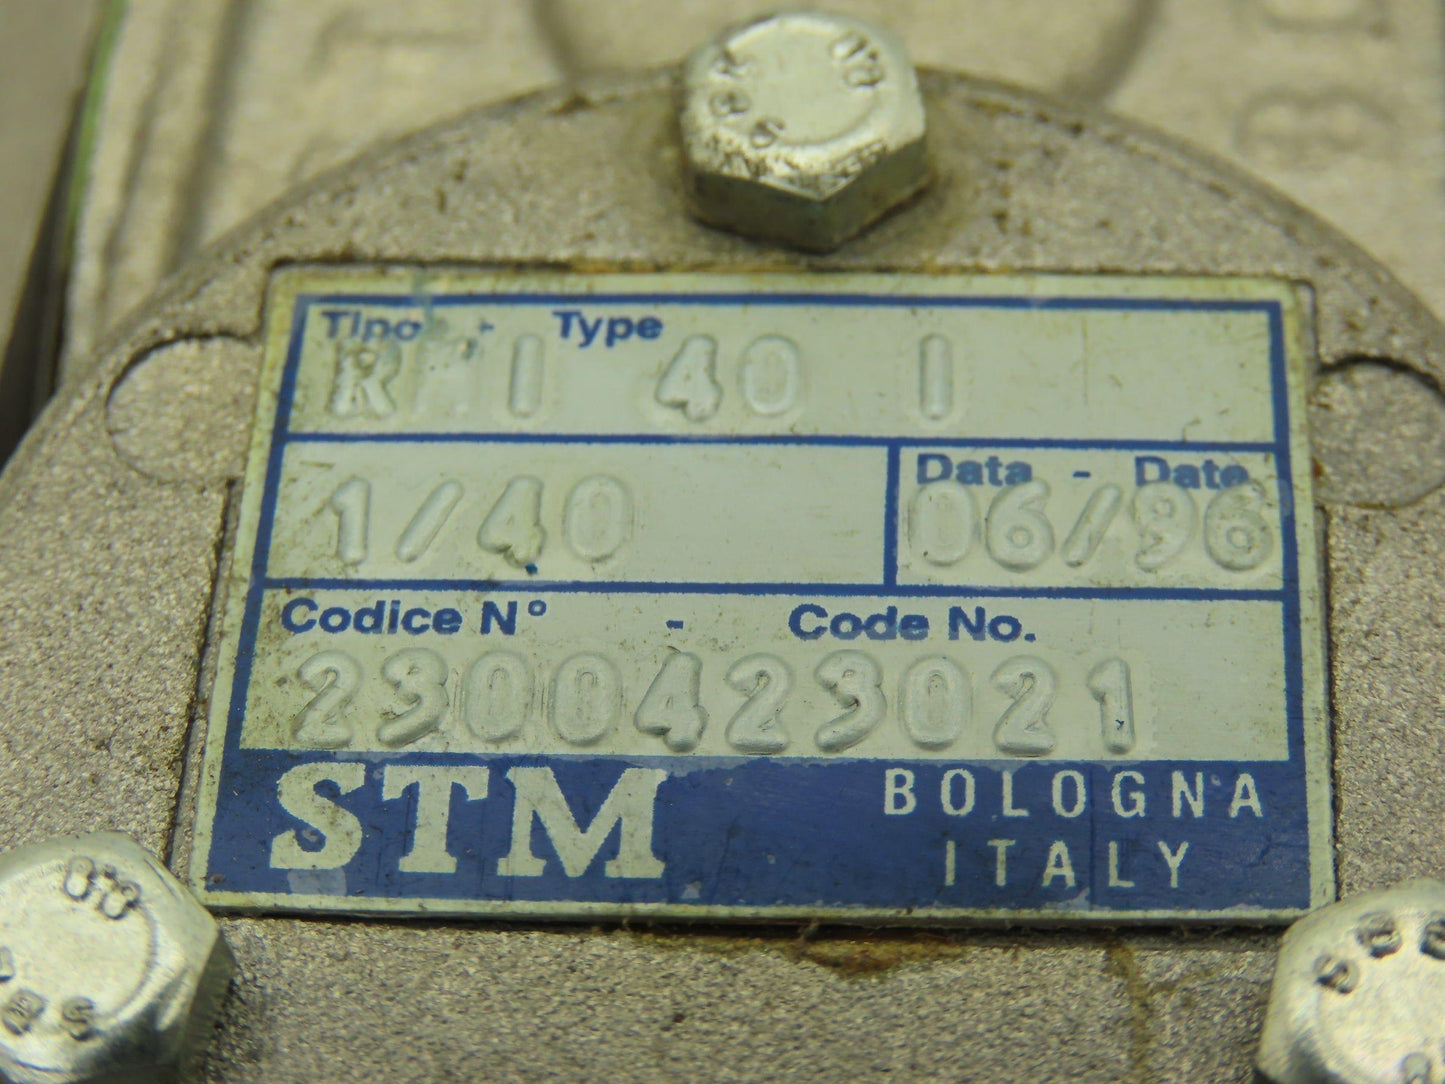 Tipo - Type
RMI 40 I
1/40
Data - Date
06/96
Codice N° - Code No.
2300423021
STM
BOLOGNA
ITALY